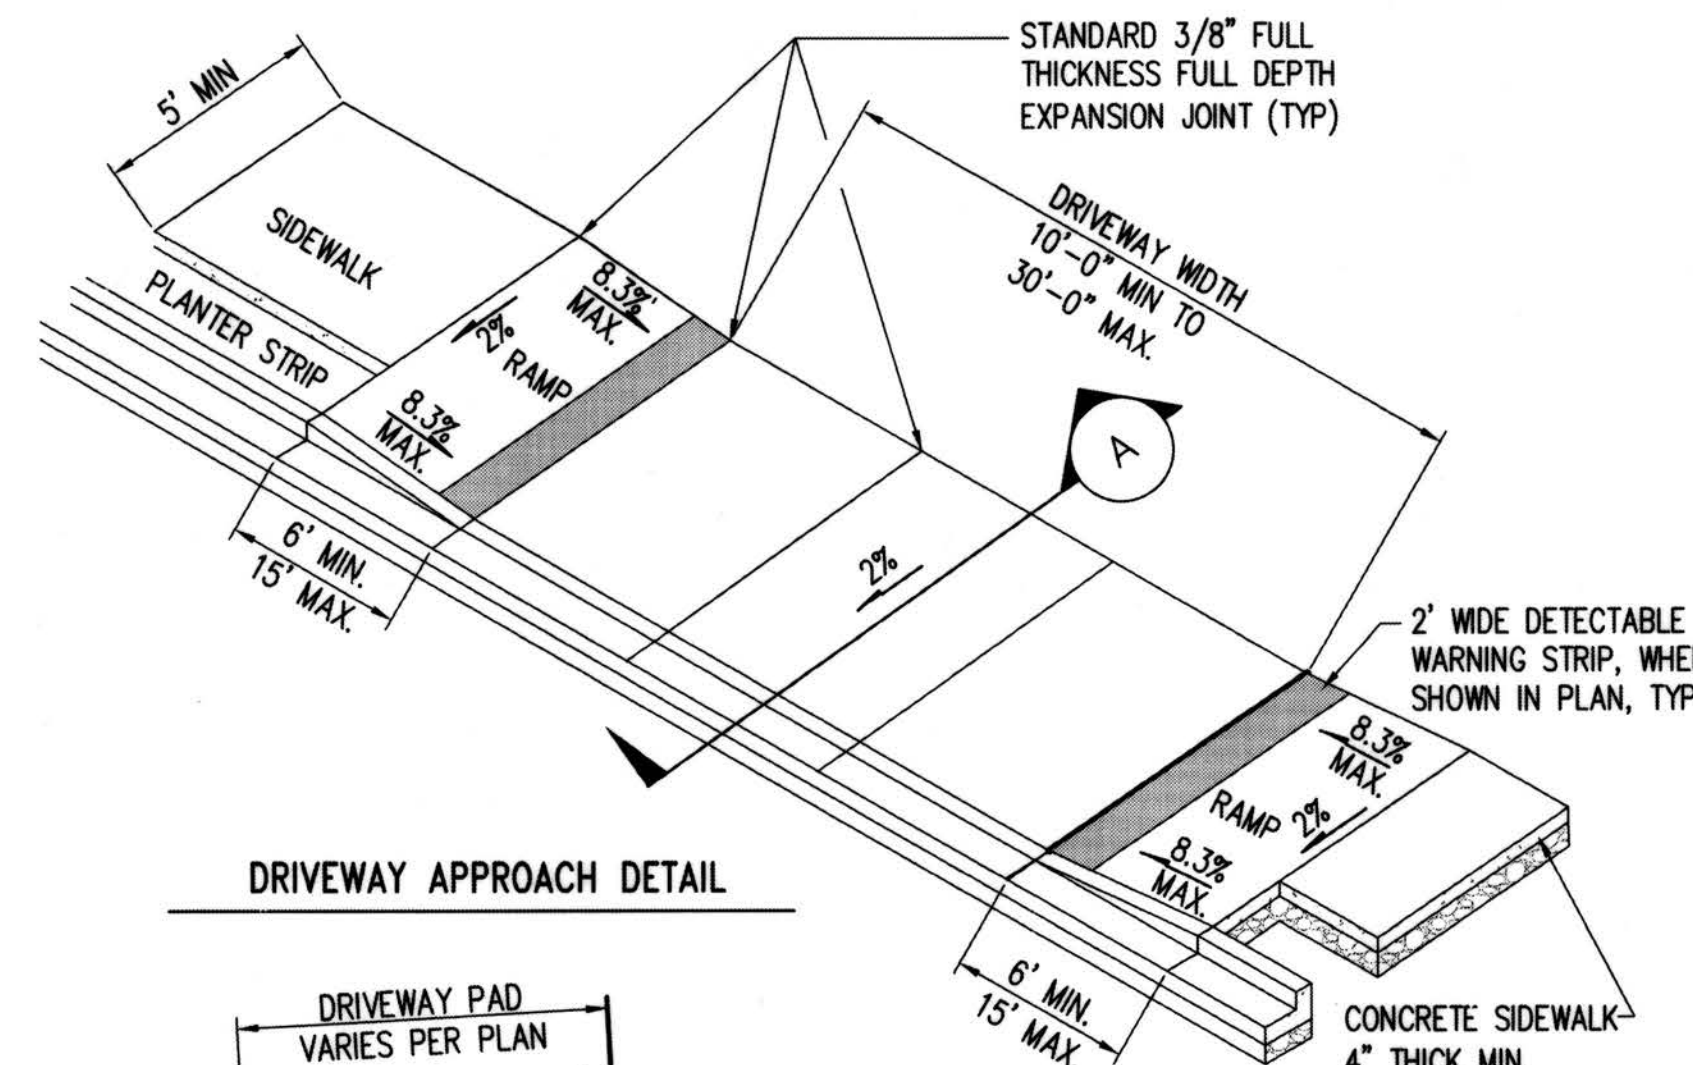 STANDARD 3/8" FULL
THICKNESS FULL DEPTH
EXPANSION JOINT (TYP)
5' MIN
SIDEWALK
PLANTER STRIP
8.3%
MAX.
2%
RAMP
8.3%
MAX.
DRIVEWAY WIDTH
10'-0" MIN TO
30'-0" MAX.
A
2%
6' MIN.
15' MAX.
2' WIDE DETECTABLE
WARNING STRIP,
SHOWN IN PLAN, TYP
8.3%
MAX.
RAMP 2%
8.3%
MAX.
DRIVEWAY APPROACH DETAIL
6' MIN.
15' MAX
DRIVEWAY PAD
VARIES PER PLAN
CONCRETE SIDEWALK
4" THICK MIN